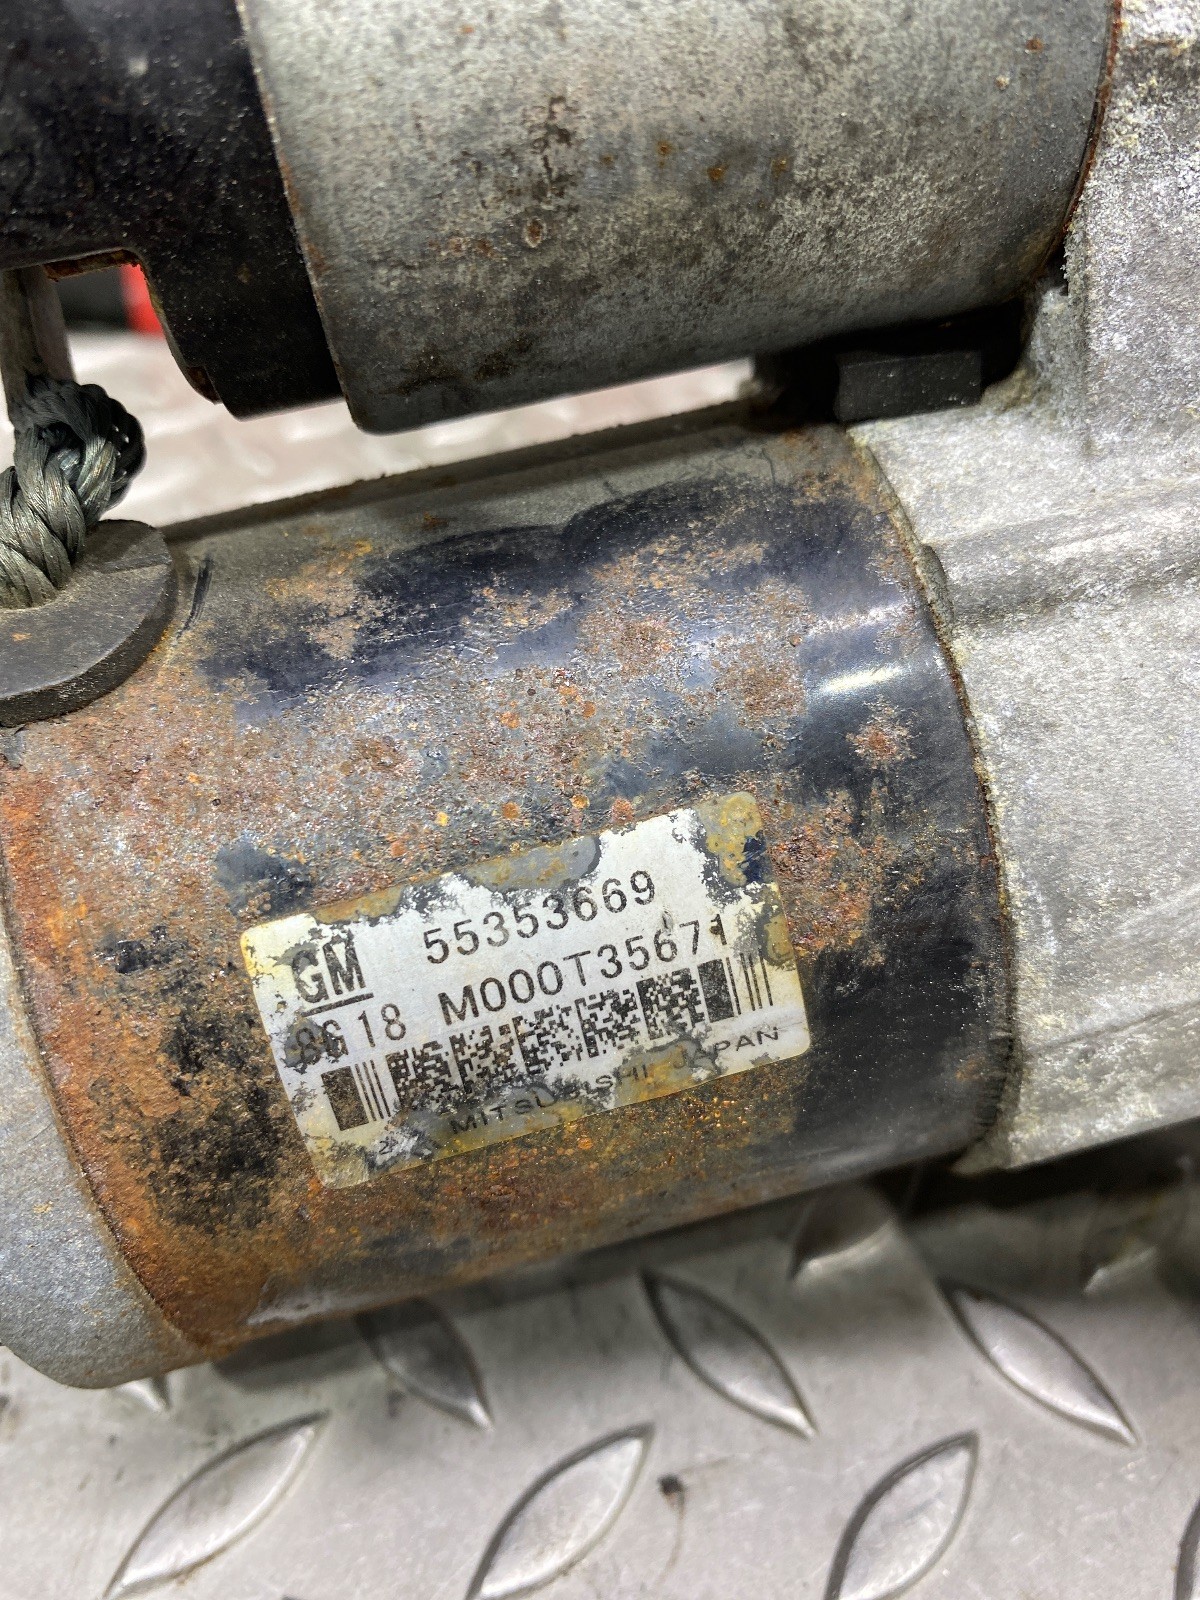 GM 55353669
8G18 M000T35671
MITSUBISHI JAPAN